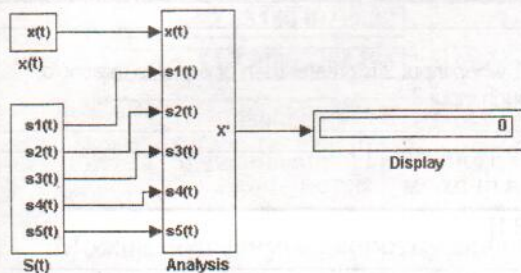 x(t)
x(t)
x(t)
s1(t)
s2(t)
s3(t)
s4(t)
s5(t)
X'
Analysis
s1(t)
s2(t)
s3(t)
s4(t)
s5(t)
S(t)
0
Display